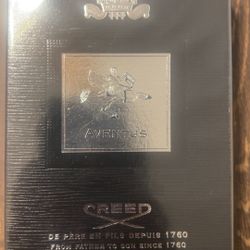 AVENTUS
CREED
DE PÈRE EN FILS DEPUIS 1760
FROM FATHER TO SON SINCE 1760